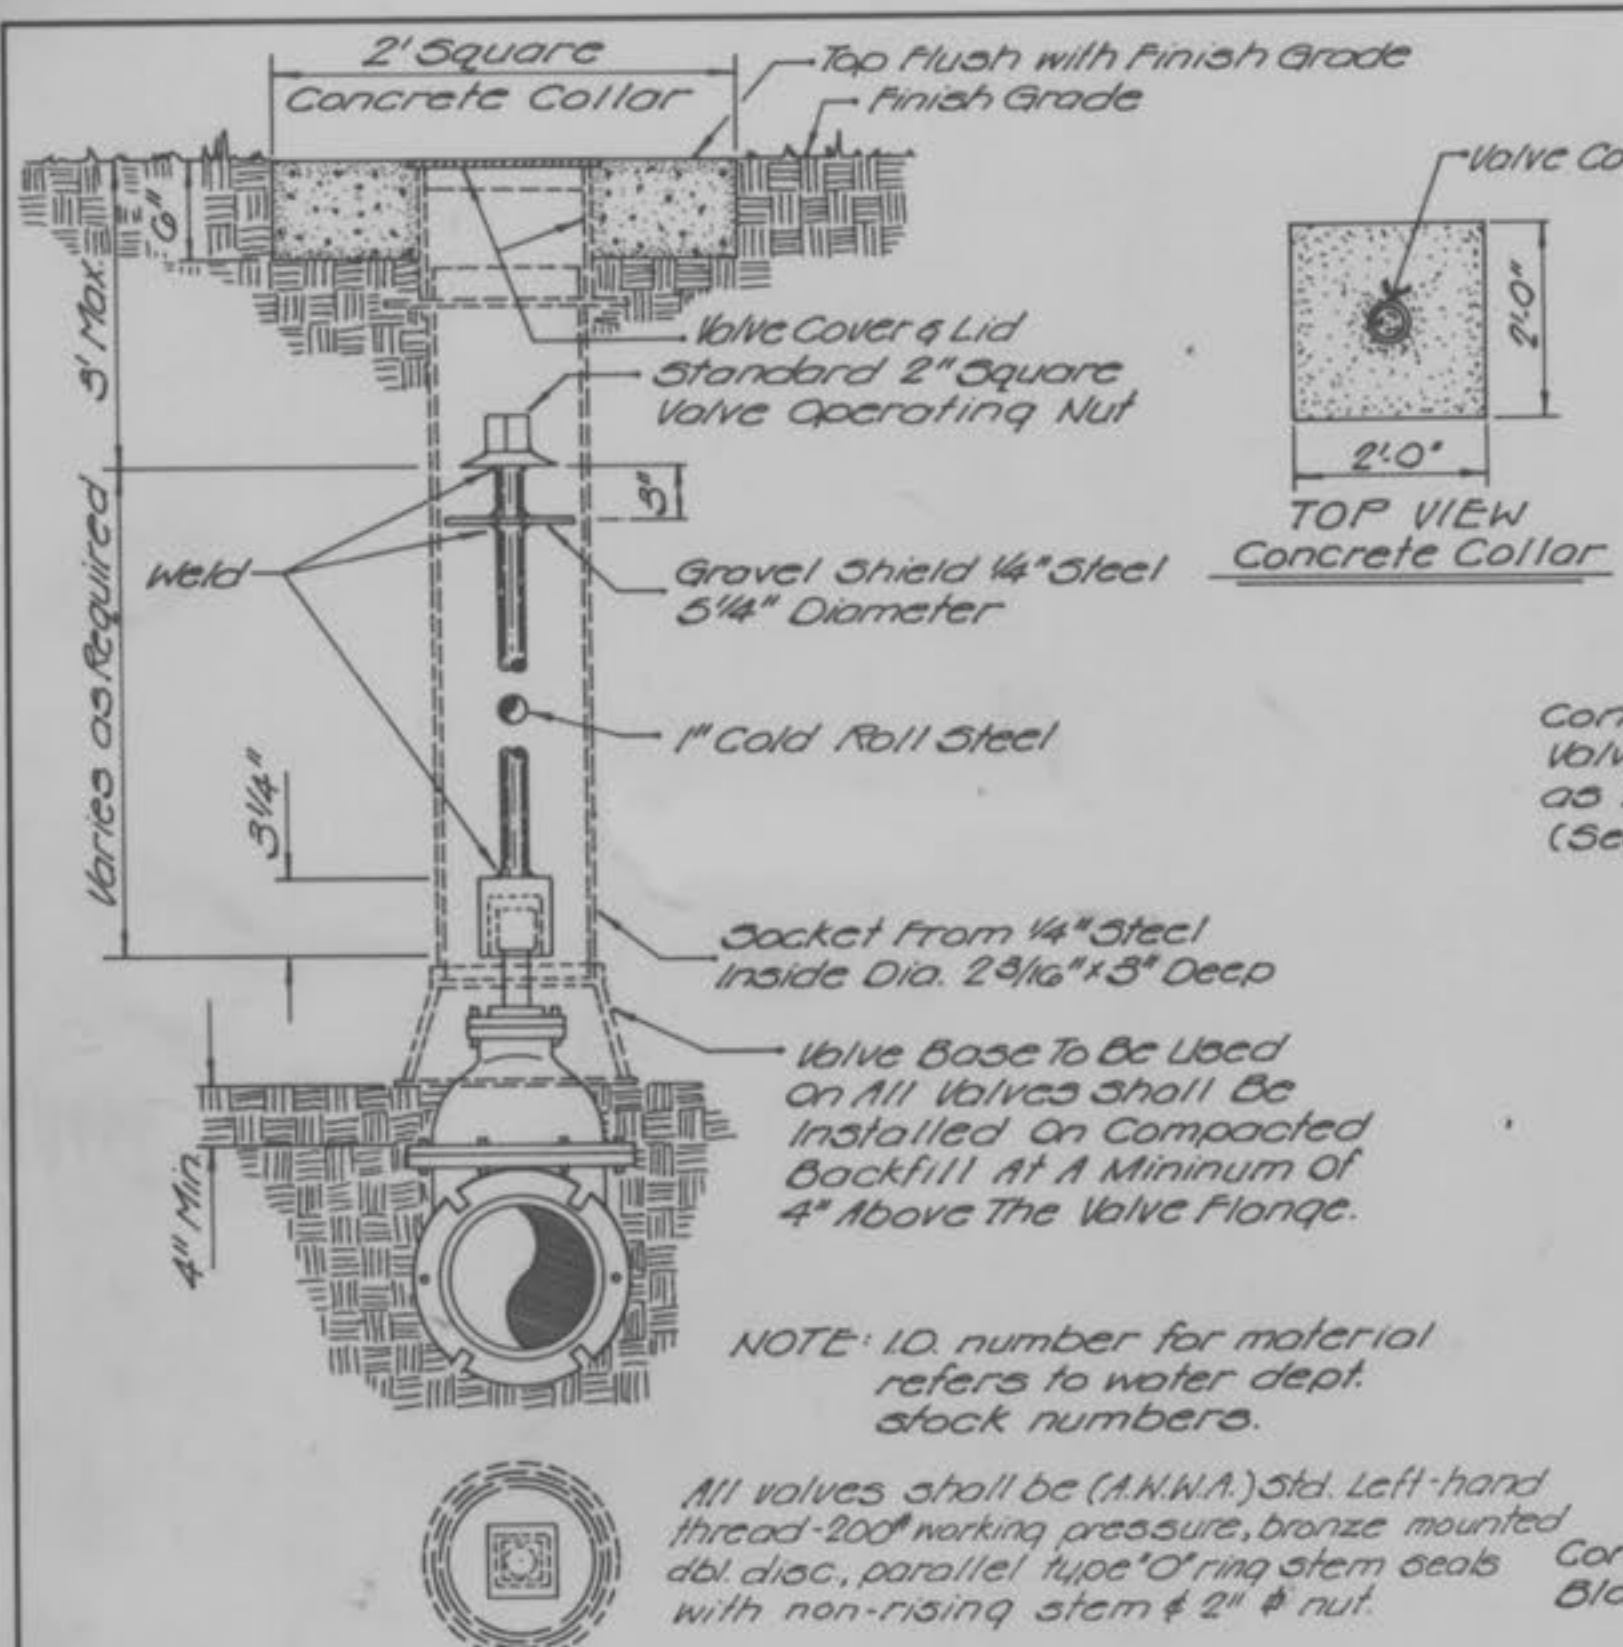 2' Square
Concrete Collar
Top Flush with Finish Grade
Finish Grade
6"
3' Max.
Valve Cover & Lid
Standard 2" Square
Valve Operating Nut
3"
Varies as Required
Weld
Gravel Shield 1/4" Steel
5 1/4" Diameter
1" Cold Roll Steel
3 1/4"
Socket From 1/4" Steel
Inside Dia. 2 3/16" x 3" Deep
Valve Base To Be Used
On All Valves Shall Be
Installed On Compacted
Backfill At A Mininum Of
4" Above The Valve Flange.
4" Min.
NOTE: I.D. number for material
refers to water dept.
stock numbers.
All valves shall be (A.W.W.A.) Std. Left-hand
thread-200# working pressure, bronze mounted
dbl. disc., parallel type "O" ring stem seals
with non-rising stem & 2" ⌀ nut.
Valve Co
2'-0"
2'-0"
TOP VIEW
Concrete Collar
Valv
as
(Se